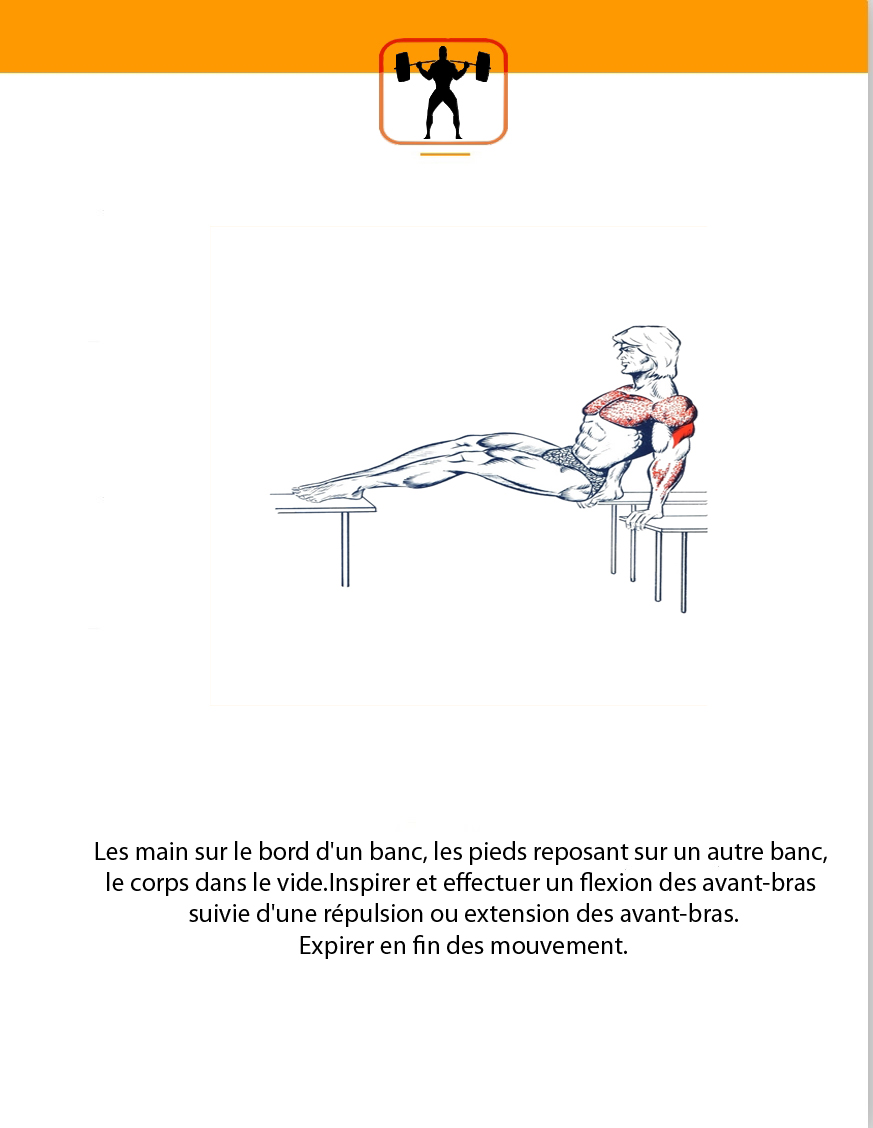 Les main sur le bord d'un banc, les pieds reposant sur un autre banc,
le corps dans le vide.Inspirer et effectuer un flexion des avant-bras
suivie d'une répulsion ou extension des avant-bras.
Expirer en fin des mouvement.